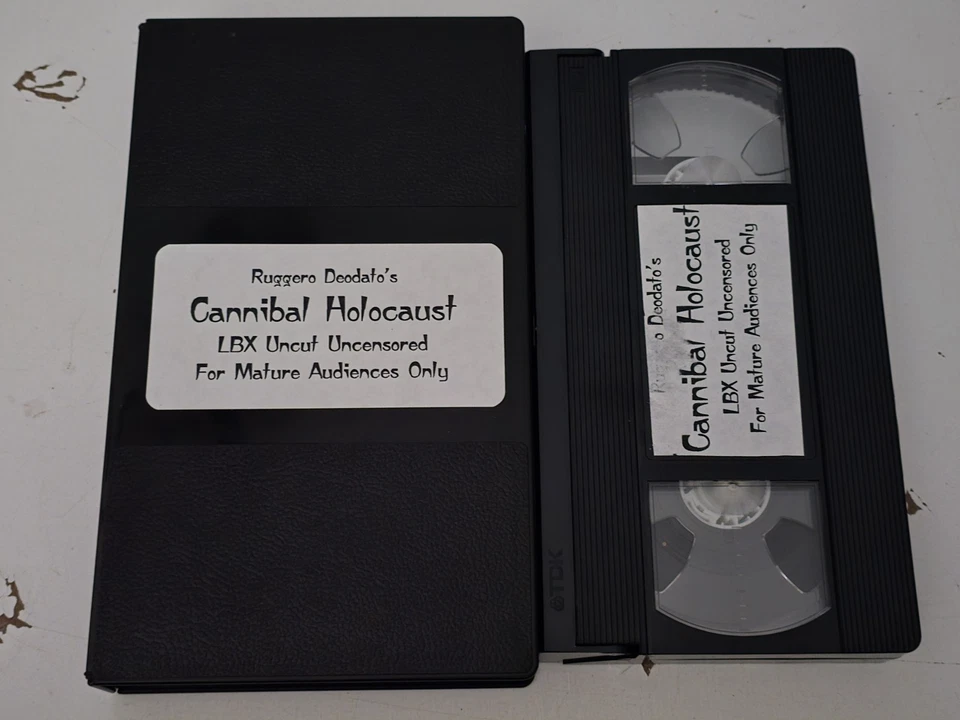 Ruggero Deodato's
Cannibal Holocaust
LBX Uncut Uncensored
For Mature Audiences Only
o Deodato's
Cannibal Holocaust
LBX Uncut Uncensored
For Mature Audiences Only
TDK